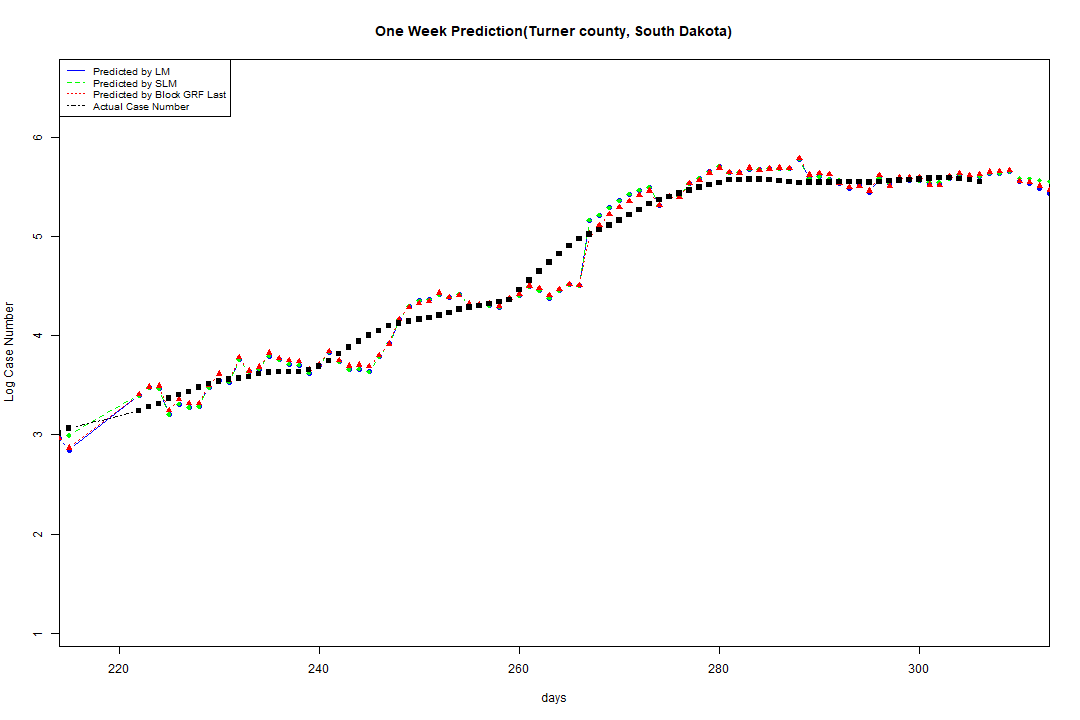 One Week Prediction(Turner county, South Dakota)
Predicted by LM
Predicted by SLM
Predicted by Block GRF Last
Actual Case Number
6
5
4
3
2
1
Log Case Number
220 240 260 280 300
days